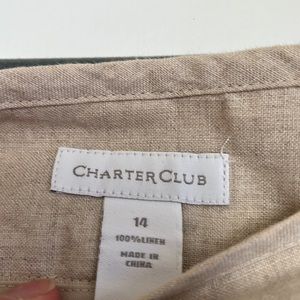 CHARTER CLUB
14
100%LINEN
MADE IN
CHINA